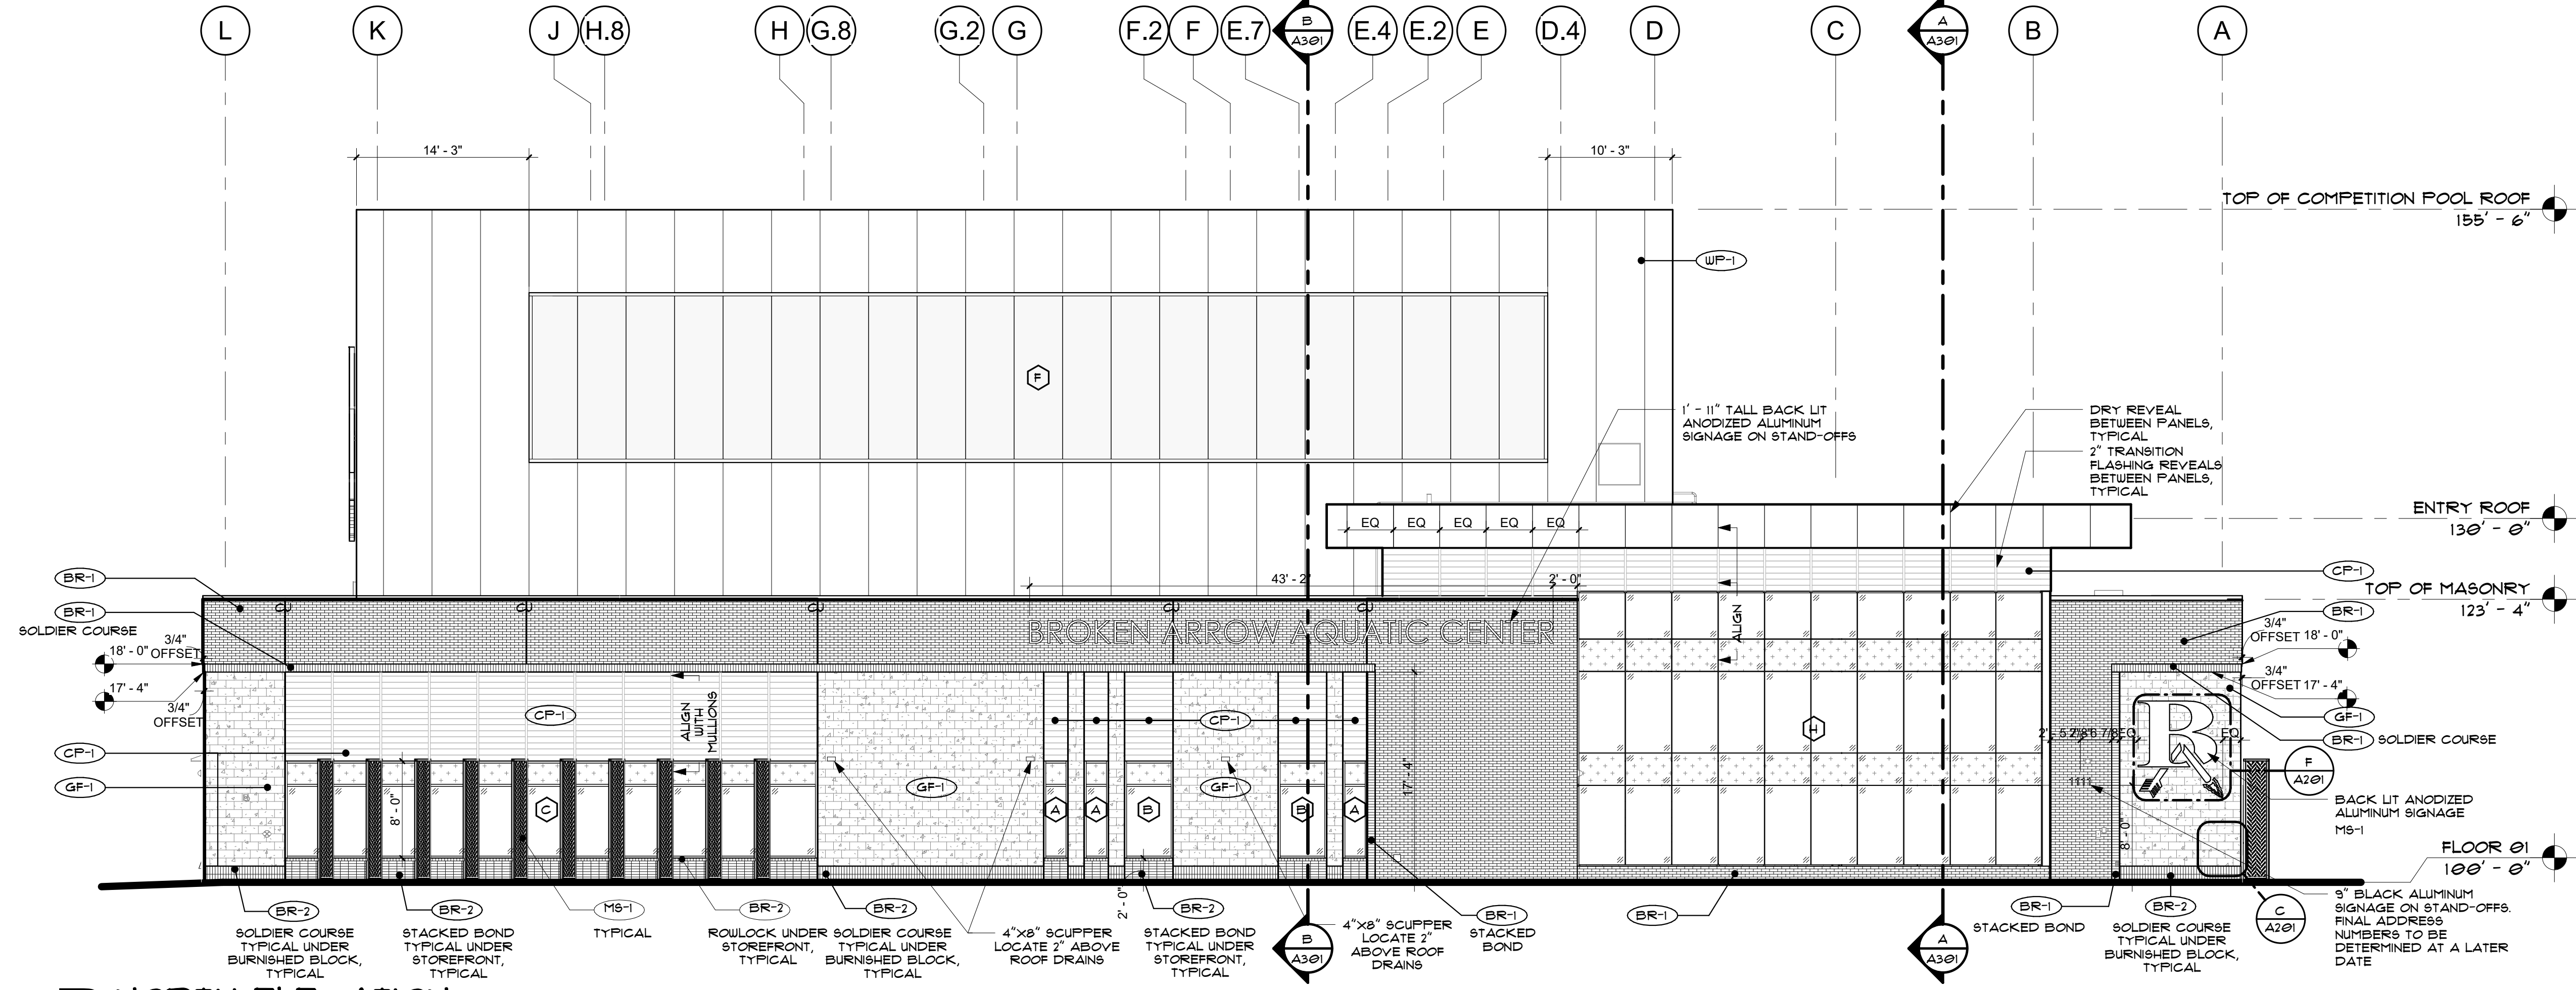 L K J H.8 H G.8 G.2 G F.2 F E.7 B E.4 E.2 E D.4 D C A B A
A301
A301
14' - 3"
10' - 3"
TOP OF COMPETITION POOL ROOF
155' - 6"
WP-1
F
1' - 11" TALL BACK LIT
ANODIZED ALUMINUM
SIGNAGE ON STAND-OFFS
DRY REVEAL
BETWEEN PANELS,
TYPICAL
2" TRANSITION
FLASHING REVEALS
BETWEEN PANELS,
TYPICAL
ENTRY ROOF
130' - 0"
EQ EQ EQ EQ EQ
43' - 2"
2' - 0"
CP-1
TOP OF MASONRY
123' - 4"
BR-1
BR-1
SOLDIER COURSE
3/4"
OFFSET
18' - 0"
17' - 4"
3/4"
OFFSET
CP-1
GF-1
CJ CJ CJ CJ CJ
BROKEN ARROW AQUATIC CENTER
ALIGN
ALIGN
WITH
MULLIONS
CP-1
CP-1
GF-1
GF-1
C
A
A
B
B
A
H
8' - 0"
2' - 0"
17' - 4"
BR-1
3/4"
OFFSET 18' - 0"
3/4"
OFFSET 17' - 4"
GF-1
BR-1 SOLDIER COURSE
B
EQ
EQ
1111
8' - 0"
F
A201
BACK LIT ANODIZED
ALUMINUM SIGNAGE
MS-1
FLOOR 01
100' - 0"
9" BLACK ALUMINUM
SIGNAGE ON STAND-OFFS.
FINAL ADDRESS
NUMBERS TO BE
DETERMINED AT A LATER
DATE
BR-2
SOLDIER COURSE
TYPICAL UNDER
BURNISHED BLOCK,
TYPICAL
BR-2
STACKED BOND
TYPICAL UNDER
STOREFRONT,
TYPICAL
MS-1
TYPICAL
BR-2
ROWLOCK UNDER
STOREFRONT,
TYPICAL
BR-2
SOLDIER COURSE
TYPICAL UNDER
BURNISHED BLOCK,
TYPICAL
4"X8" SCUPPER
LOCATE 2" ABOVE
ROOF DRAINS
BR-2
STACKED BOND
TYPICAL UNDER
STOREFRONT,
TYPICAL
B
A301
4"X8" SCUPPER
LOCATE 2"
ABOVE ROOF
DRAINS
BR-1
STACKED
BOND
BR-1
A
A301
BR-1
STACKED BOND
BR-2
SOLDIER COURSE
TYPICAL UNDER
BURNISHED BLOCK,
TYPICAL
C
A201